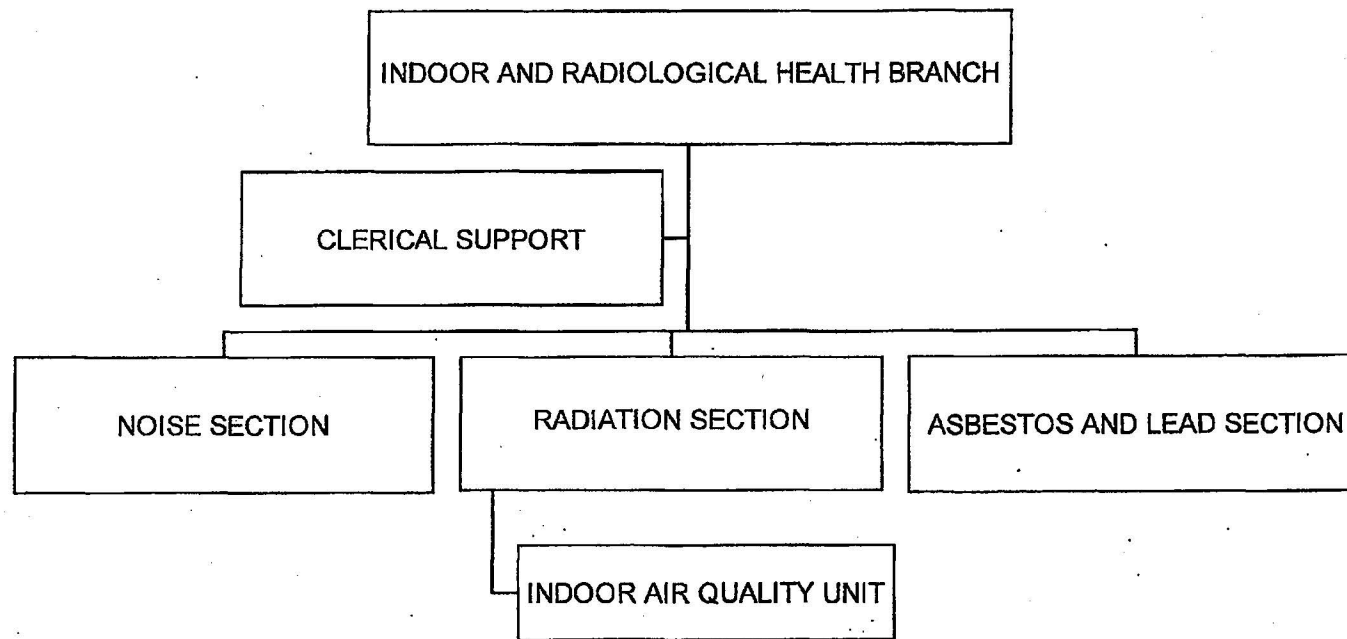 INDOOR AND RADIOLOGICAL HEALTH BRANCH
CLERICAL SUPPORT
NOISE SECTION
RADIATION SECTION
ASBESTOS AND LEAD SECTION
INDOOR AIR QUALITY UNIT